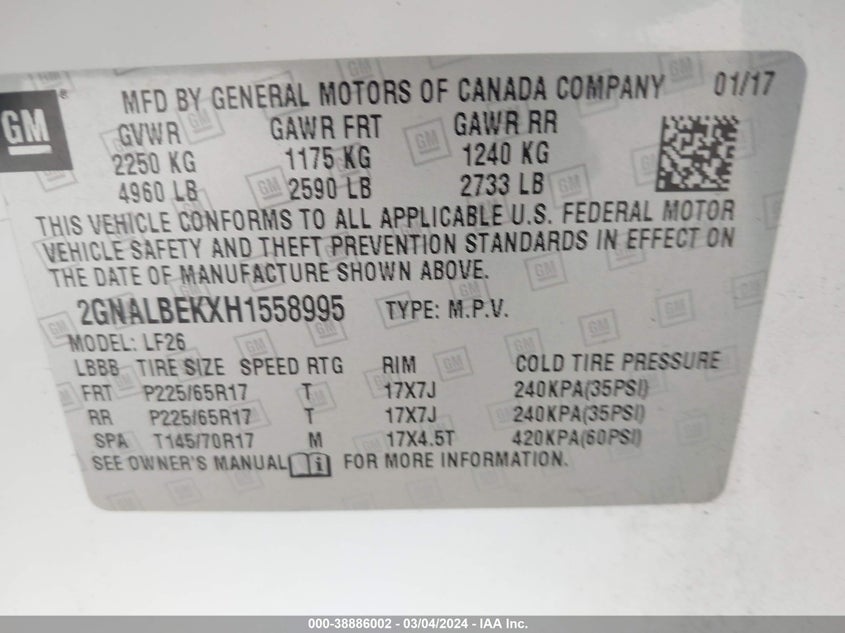 GM® MFD BY GENERAL MOTORS OF CANADA COMPANY 01/17
GVWR GAWR FRT GAWR RR
2250 KG 1175 KG 1240 KG
4960 LB 2590 LB 2733 LB
THIS VEHICLE CONFORMS TO ALL APPLICABLE U.S. FEDERAL MOTOR
VEHICLE SAFETY AND THEFT PREVENTION STANDARDS IN EFFECT ON
THE DATE OF MANUFACTURE SHOWN ABOVE.
2GNALBEKXH1558995 TYPE: M.P.V.
MODEL: LF26
LBBB TIRE SIZE SPEED RTG RIM COLD TIRE PRESSURE
FRT P225/65R17 T 17X7J 240KPA(35PSI)
RR P225/65R17 T 17X7J 240KPA(35PSI)
SPA T145/70R17 M 17X4.5T 420KPA(60PSI)
SEE OWNER'S MANUAL FOR MORE INFORMATION.
000-38886002 - 03/04/2024 - IAA Inc.